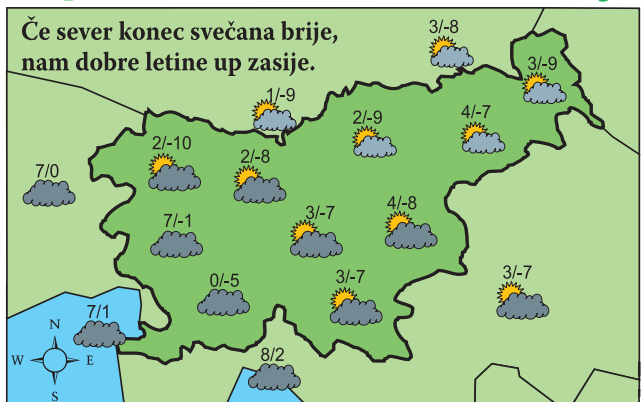 Če sever konec svečana brije,
nam dobre letine up zasije.
3/-8
3/-9
1/-9
2/-9
4/-7
2/-10
2/-8
7/0
3/-7
4/-8
7/-1
0/-5
3/-7
3/-7
7/1
N
W
E
S
8/2